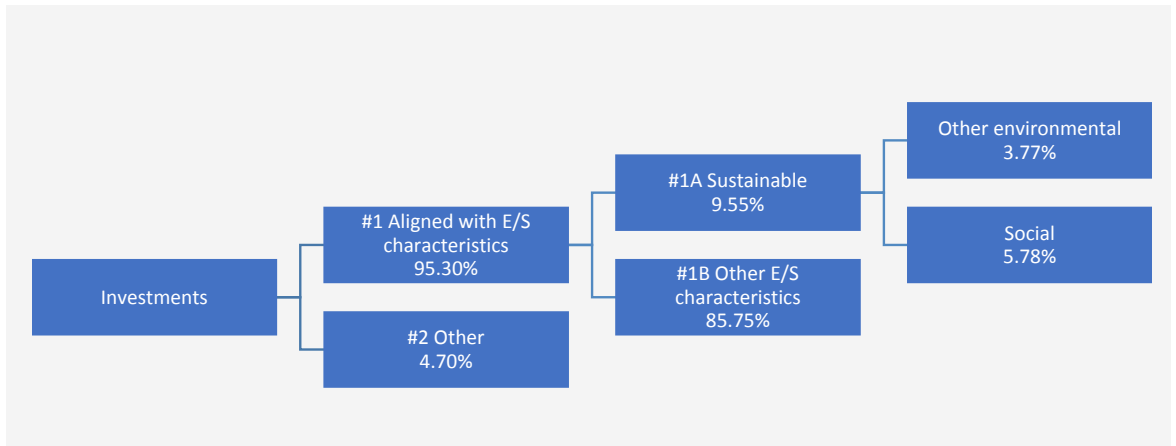 Investments
#1 Aligned with E/S
characteristics
95.30%
#2 Other
4.70%
#1A Sustainable
9.55%
#1B Other E/S
characteristics
85.75%
Other environmental
3.77%
Social
5.78%